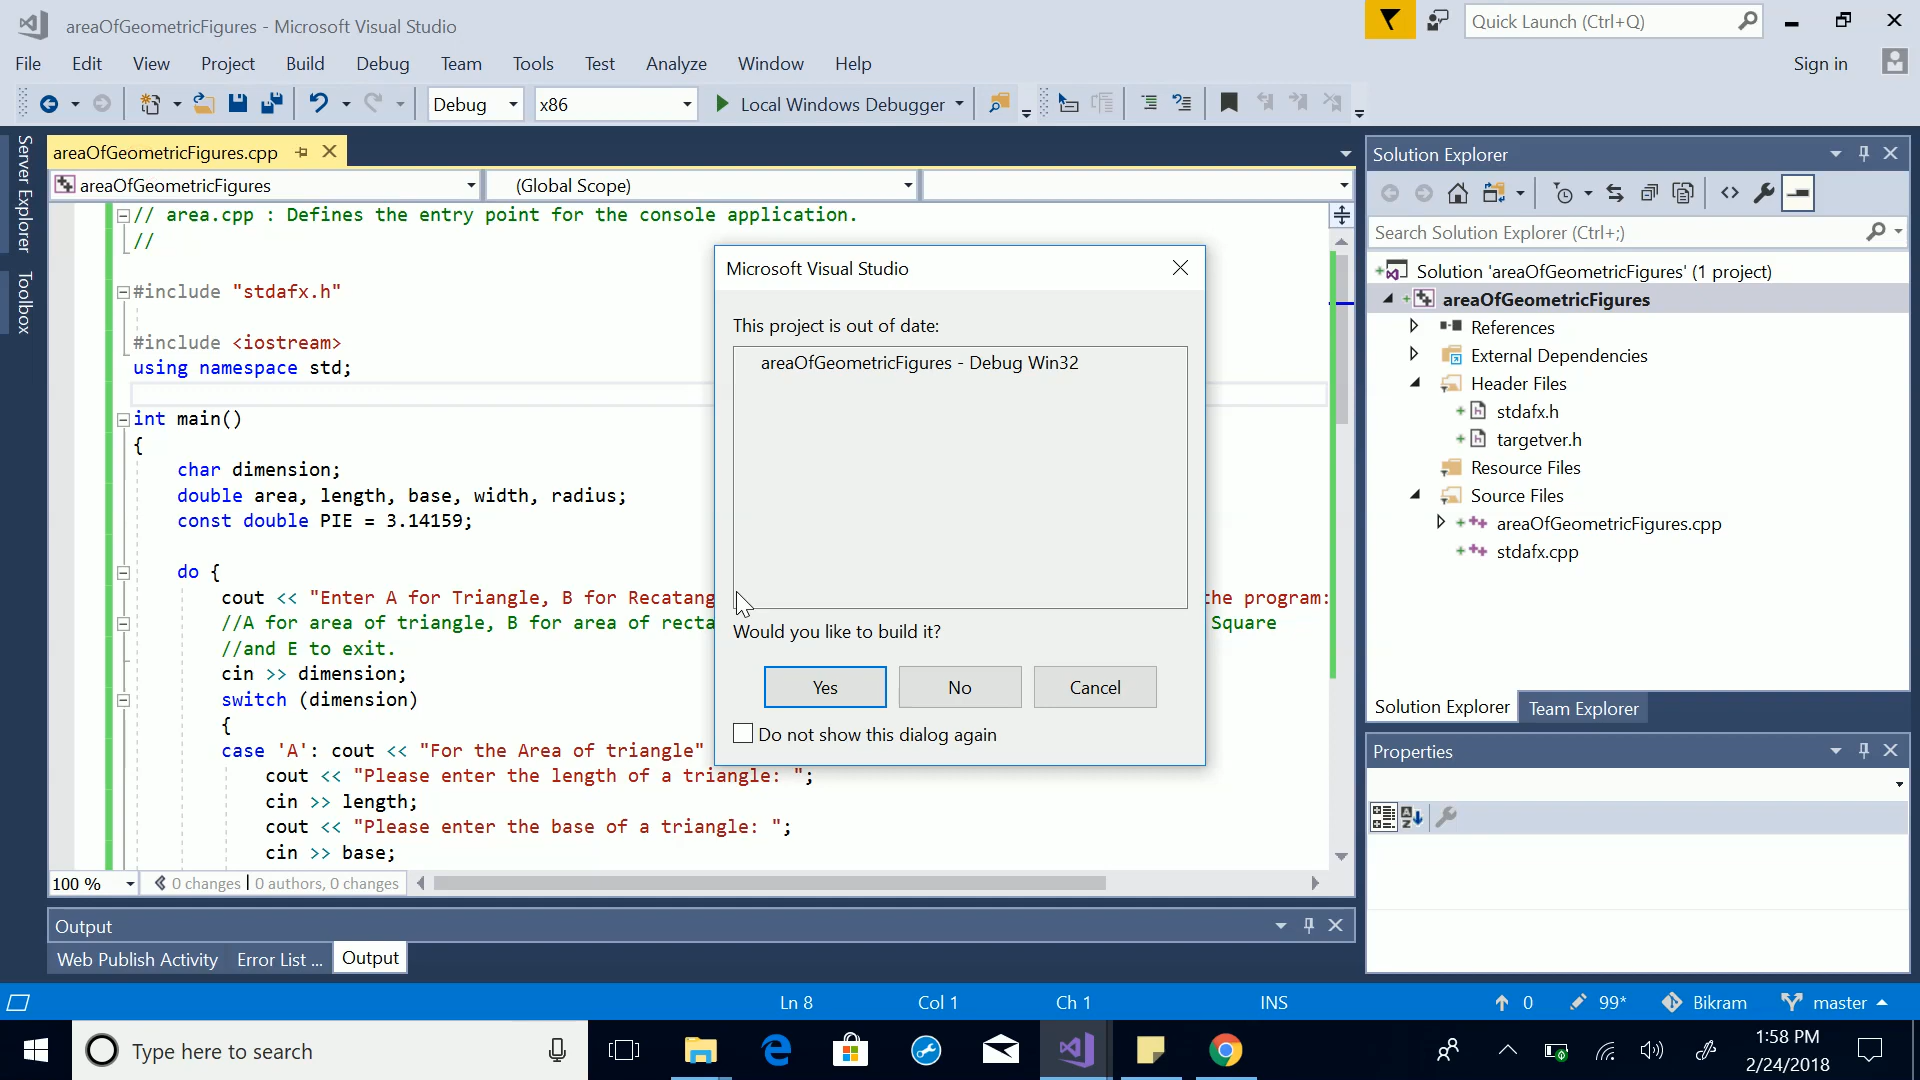 areaOfGeometricFigures - Microsoft Visual Studio
Quick Launch (Ctrl+Q)
File Edit View Project Build Debug Team Tools Test Analyze Window Help
Sign in
Debug x86 Local Windows Debugger
Server Explorer
Toolbox
areaOfGeometricFigures.cpp
areaOfGeometricFigures (Global Scope)
// area.cpp : Defines the entry point for the console application.
//
#include "stdafx.h"
#include <iostream>
using namespace std;
int main()
{
char dimension;
double area, length, base, width, radius;
const double PIE = 3.14159;
do {
cout << "Enter A for Triangle, B for Recatang he program:
//A for area of triangle, B for area of recta Square
//and E to exit.
cin >> dimension;
switch (dimension)
{
case 'A': cout << "For the Area of triangle"
cout << "Please enter the length of a triangle: ";
cin >> length;
cout << "Please enter the base of a triangle: ";
cin >> base;
100 % 0 changes | 0 authors, 0 changes
Microsoft Visual Studio
This project is out of date:
areaOfGeometricFigures - Debug Win32
Would you like to build it?
Yes No Cancel
Do not show this dialog again
Solution Explorer
Search Solution Explorer (Ctrl+;)
Solution 'areaOfGeometricFigures' (1 project)
areaOfGeometricFigures
References
External Dependencies
Header Files
stdafx.h
targetver.h
Resource Files
Source Files
areaOfGeometricFigures.cpp
stdafx.cpp
Solution Explorer Team Explorer
Properties
Output
Web Publish Activity Error List ... Output
Ln 8 Col 1 Ch 1 INS 0 99* Bikram master
Type here to search
1:58 PM
2/24/2018